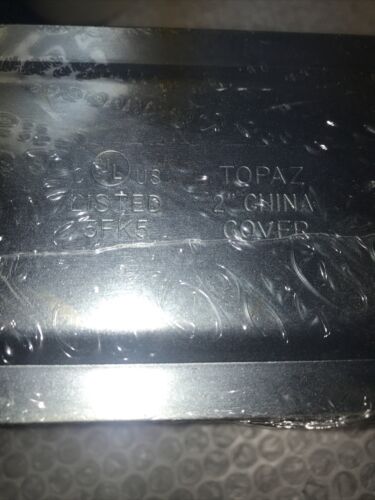 C UL US
LISTED
3FK5
TOPAZ
2" CHINA
COVER